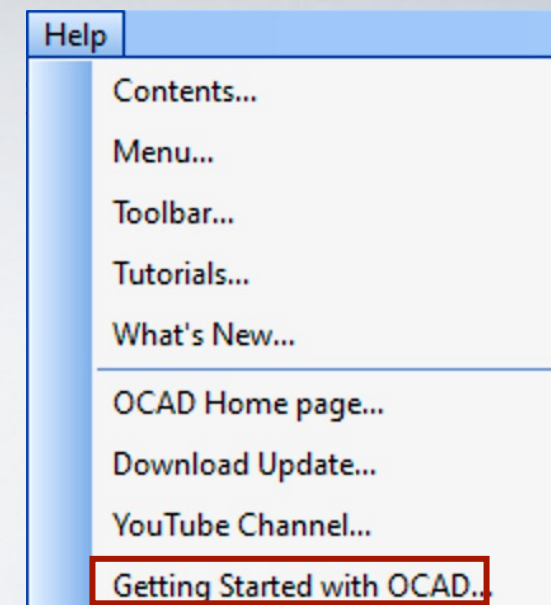 Help
Contents...
Menu...
Toolbar...
Tutorials...
What's New...
OCAD Home page...
Download Update...
YouTube Channel...
Getting Started with OCAD...